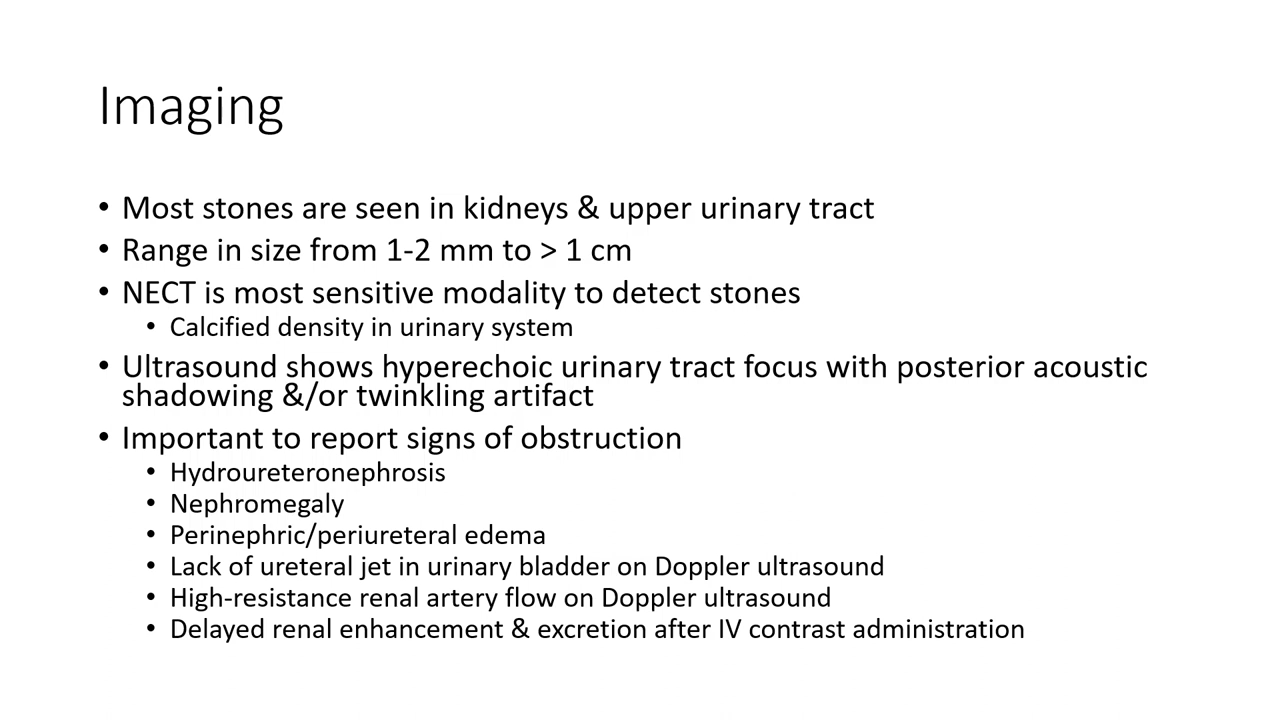 Imaging
• Most stones are seen in kidneys & upper urinary tract
• Range in size from 1-2 mm to > 1 cm
• NECT is most sensitive modality to detect stones
• Calcified density in urinary system
• Ultrasound shows hyperechoic urinary tract focus with posterior acoustic
shadowing &/or twinkling artifact
• Important to report signs of obstruction
• Hydroureteronephrosis
• Nephromegaly
• Perinephric/periureteral edema
• Lack of ureteral jet in urinary bladder on Doppler ultrasound
• High-resistance renal artery flow on Doppler ultrasound
• Delayed renal enhancement & excretion after IV contrast administration